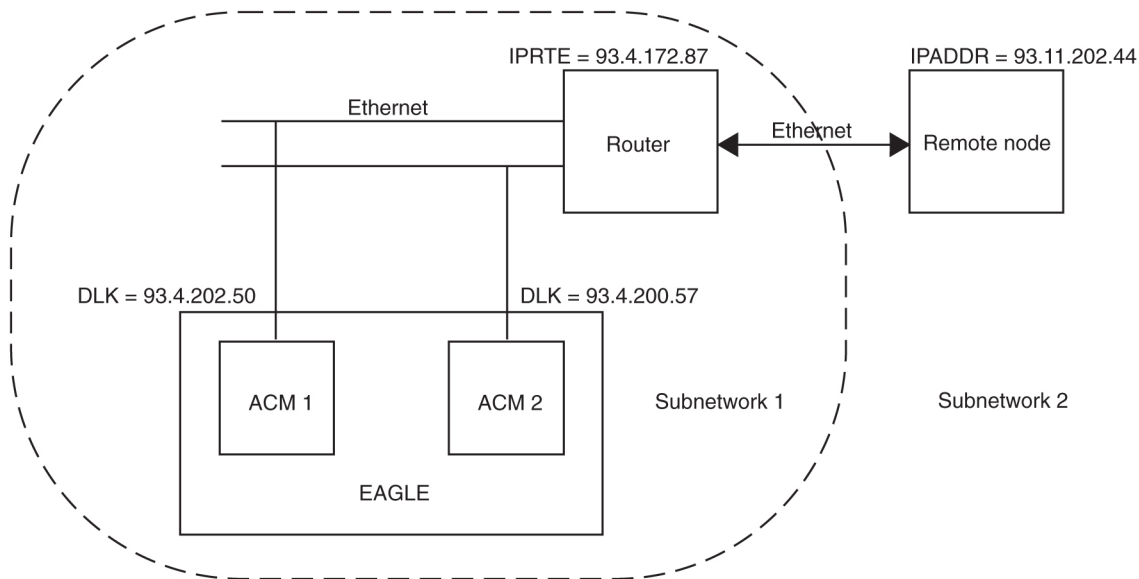 IPRTE = 93.4.172.87
IPADDR = 93.11.202.44
Ethernet
Ethernet
Router
Remote node
DLK = 93.4.202.50
DLK = 93.4.200.57
ACM 1
ACM 2
Subnetwork 1
Subnetwork 2
EAGLE